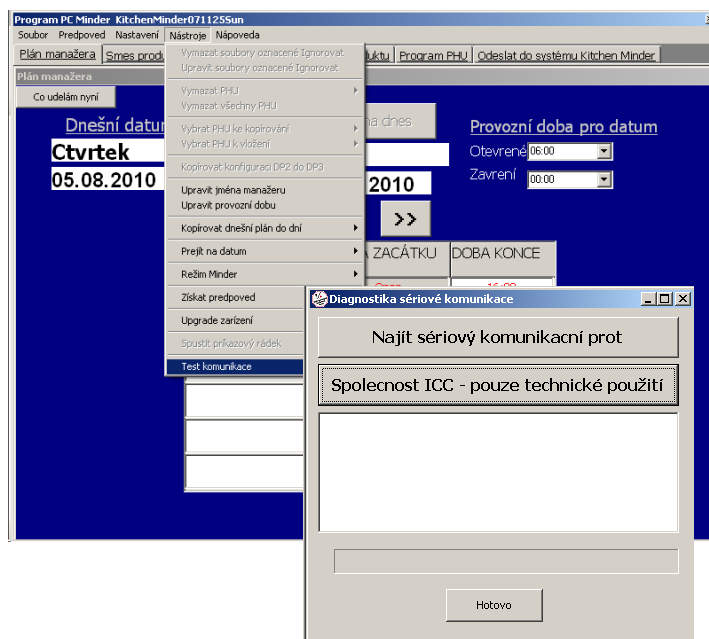 Program PC Minder KitchenMinder071125Sun
Soubor Predpoved Nastavení Nástroje Nápoveda
Plán manažera Smes produ uktu Program PHU Odeslat do systému Kitchen Minder
Plán manažera
Co udelám nyní
Dnešní datur
Ctvrtek
05.08.2010
Vymazat soubory oznacené Ignorovat
Upravit soubory oznacené Ignorovat
Vymazat PHU
Vymazat všechny PHU
Vybrat PHU ke kopírování
Vybrat PHU k vložení
Kopírovat konfiguraci DP2 do DP3
Upravit jména manažeru
Upravit provozní dobu
Kopírovat dnešní plán do dní
Prejít na datum
Režim Minder
Získat predpoved
Upgrade zarízení
Spustit príkazový rádek
Test komunikace
na dnes
2010
>>
Provozní doba pro datum
Otevrené 06:00
Zavrení 00:00
ZACÁTKU DOBA KONCE
Diagnostika sériové komunikace
Najít sériový komunikacní prot
Spolecnost ICC - pouze technické použití
Hotovo